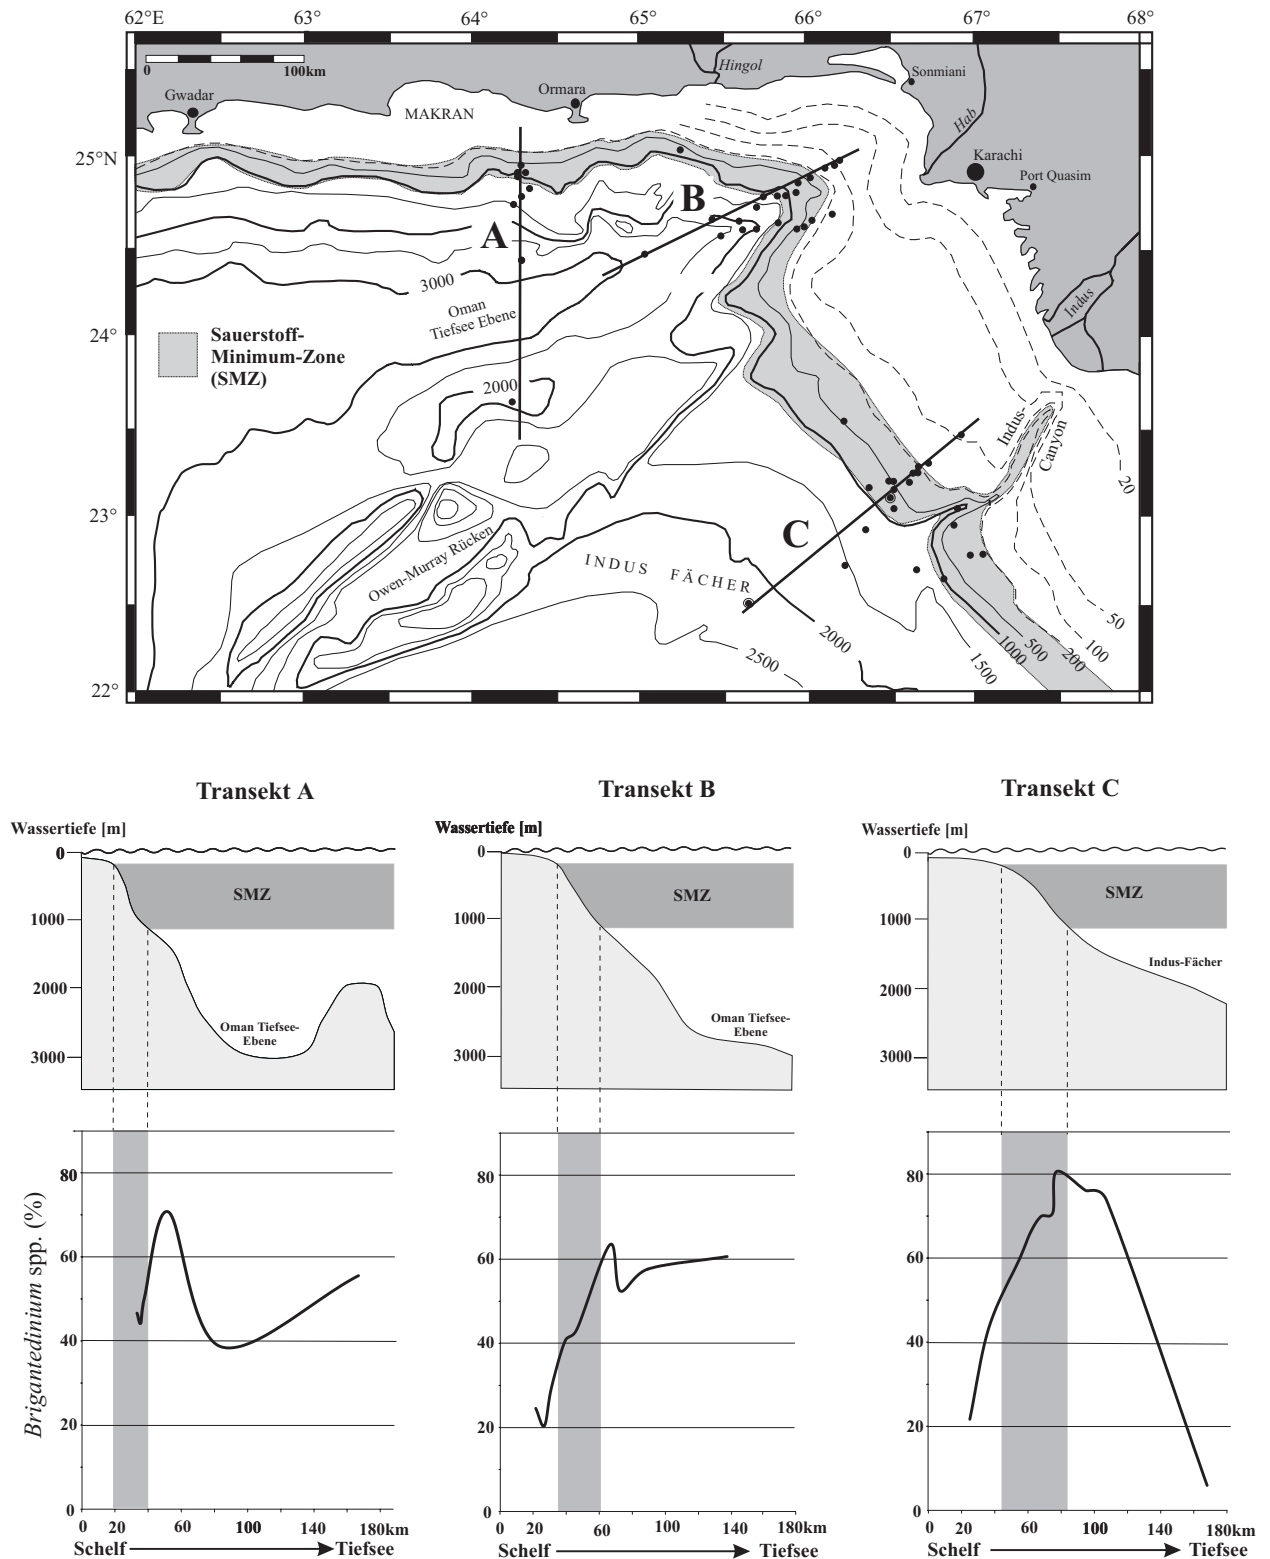 62°E 63° 64° 65° 66° 67° 68°
0 100km
Hingol
Sonmiani
Gwadar
Ormara
MAKRAN
Hab
25°N
Karachi
Port Quasim
B
A
3000
Oman
Tiefsee Ebene
Indus
24°
Sauerstoff-
Minimum-Zone
(SMZ)
2000
Indus
Canyon
20
23°
C
Owen-Murray Rücken
INDUS FÄCHER
50
100
200
500
1000
1500
2000
2500
22°
Transekt A
Transekt B
Transekt C
Wassertiefe [m]
Wassertiefe [m]
Wassertiefe [m]
0
1000
2000
3000
SMZ
Oman Tiefsee-
Ebene
0
1000
2000
3000
SMZ
Oman Tiefsee-
Ebene
0
1000
2000
3000
SMZ
Indus-Fächer
Brigantedinium spp. (%)
80
60
40
20
0
0 20 60 100 140 180km
Schelf Tiefsee
80
60
40
20
0
0 20 60 100 140 180km
Schelf Tiefsee
80
60
40
20
0
0 20 60 100 140 180km
Schelf Tiefsee